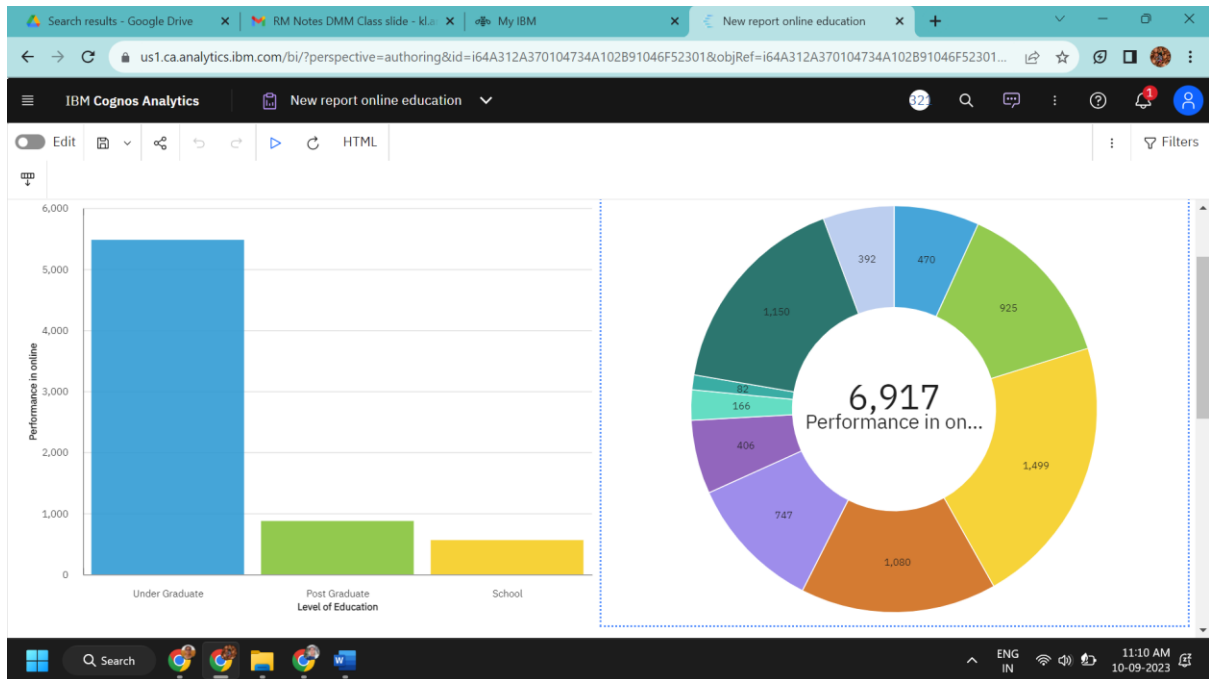 Search results - Google Drive
RM Notes DMM Class slide - kl.a
My IBM
New report online education
us1.ca.analytics.ibm.com/bi/?perspective=authoring&id=i64A312A370104734A102B91046F52301&objRef=i64A312A370104734A102B91046F52301...
IBM Cognos Analytics
New report online education
321
1
Edit
HTML
Filters
6,000
5,000
4,000
3,000
2,000
1,000
0
Performance in online
Under Graduate
Post Graduate
School
Level of Education
392
470
925
1,499
1,080
747
406
166
82
1,150
6,917
Performance in on...
Search
ENG
IN
11:10 AM
10-09-2023